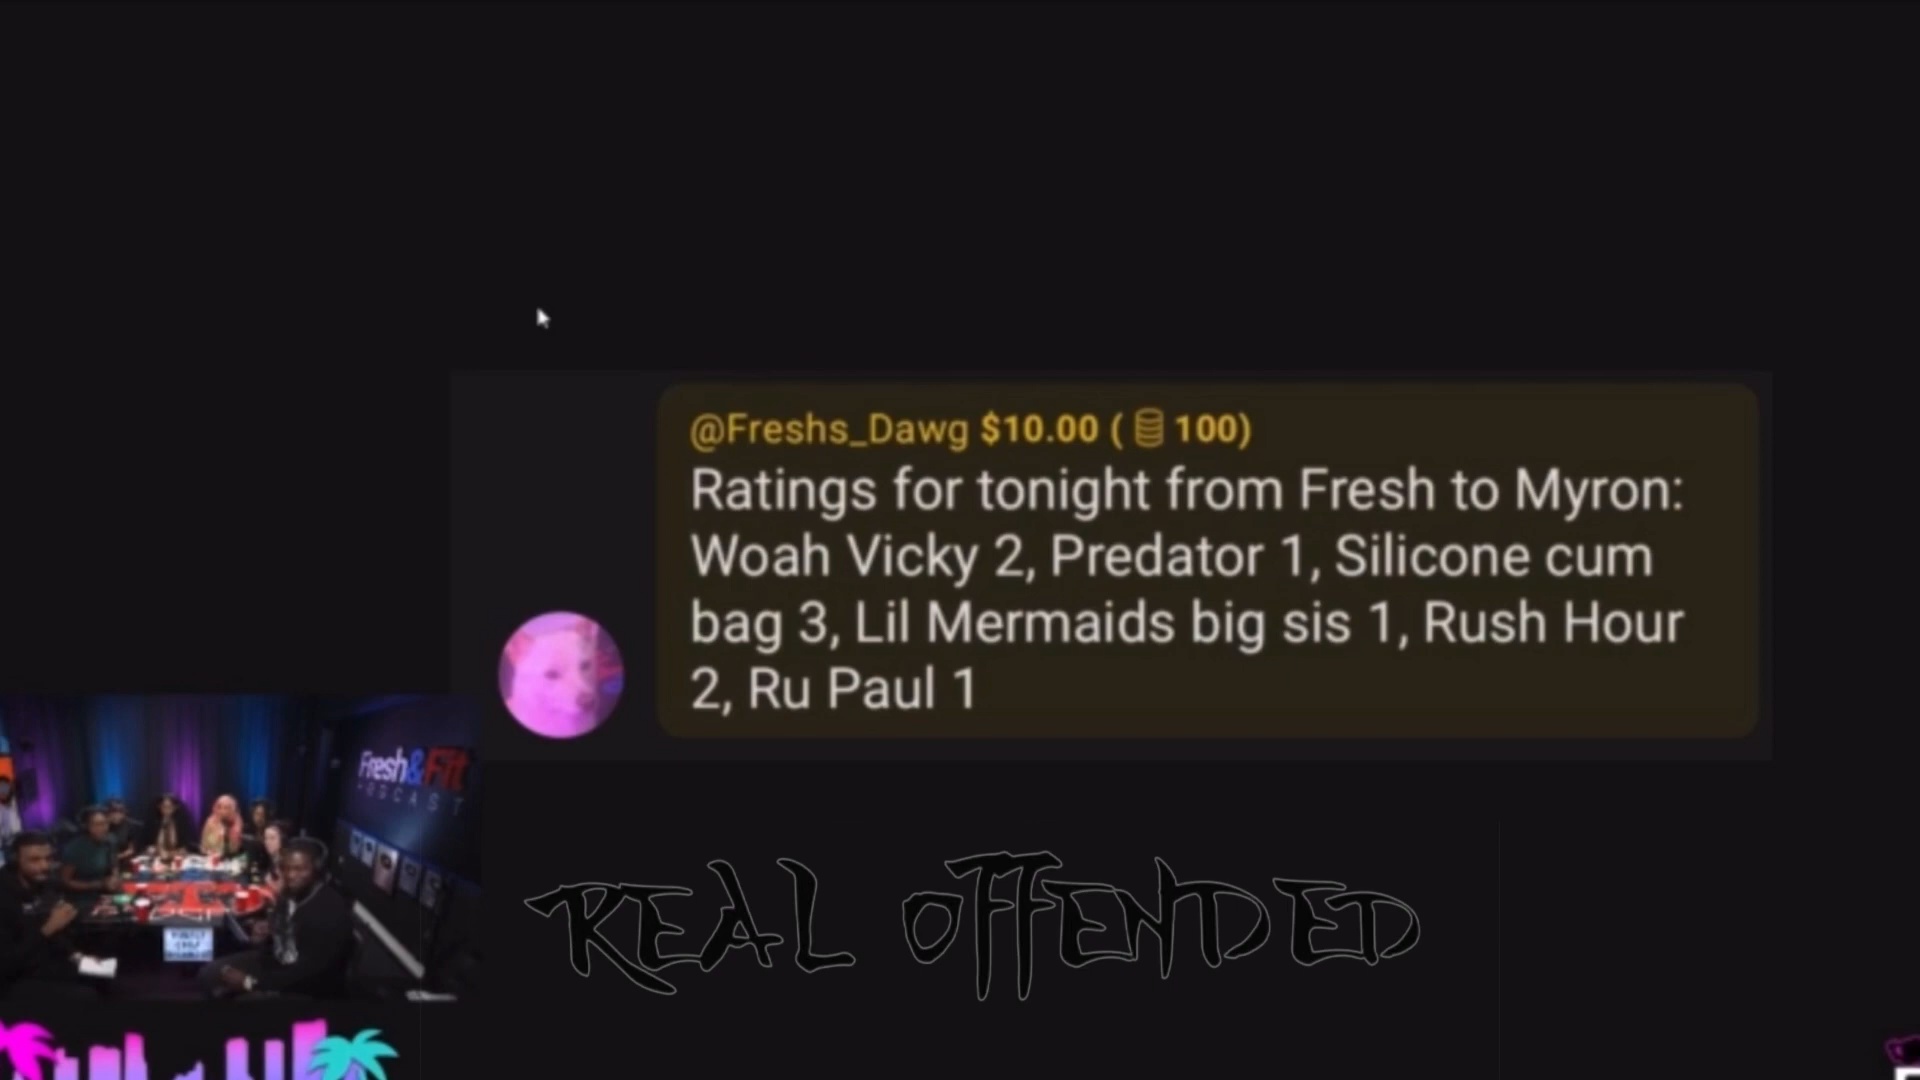 @Freshs_Dawg $10.00 ( 100)
Ratings for tonight from Fresh to Myron:
Woah Vicky 2, Predator 1, Silicone cum
bag 3, Lil Mermaids big sis 1, Rush Hour
2, Ru Paul 1
Fresh&Fit
PODCAST
REAL OFFENDED